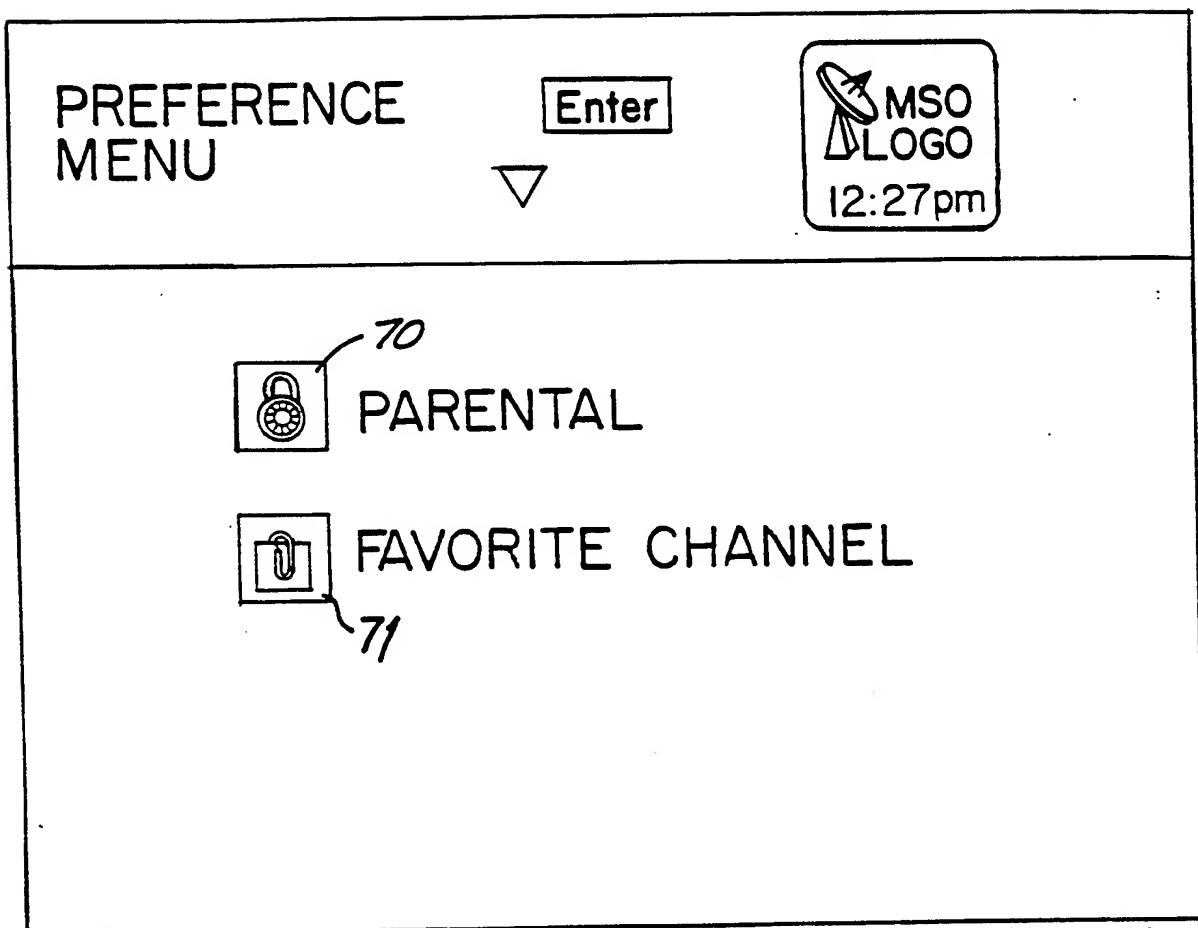 PREFERENCE
MENU
Enter
MSO
LOGO
12:27pm
70
PARENTAL
FAVORITE CHANNEL
71